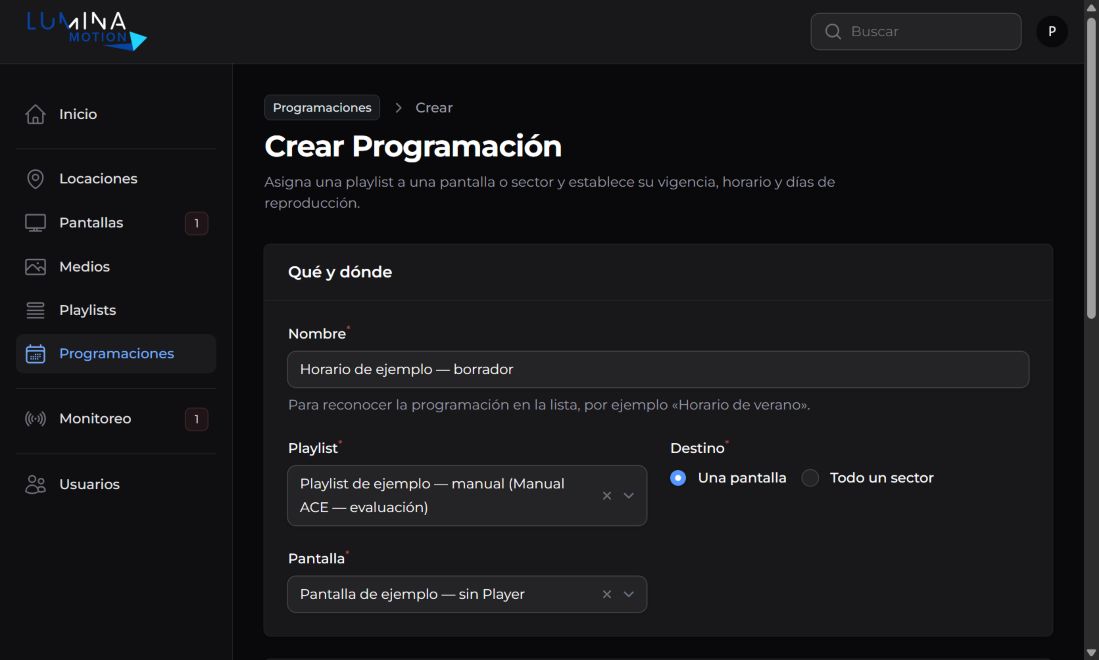 LUMINA
MOTION
Buscar
P
Inicio
Locaciones
Pantallas
1
Medios
Playlists
Programaciones
Monitoreo
1
Usuarios
Programaciones > Crear
Crear Programación
Asigna una playlist a una pantalla o sector y establece su vigencia, horario y días de
reproducción.
Qué y dónde
Nombre*
Horario de ejemplo — borrador
Para reconocer la programación en la lista, por ejemplo «Horario de verano».
Playlist*
Playlist de ejemplo — manual (Manual
ACE — evaluación)
Destino*
Una pantalla
Todo un sector
Pantalla*
Pantalla de ejemplo — sin Player